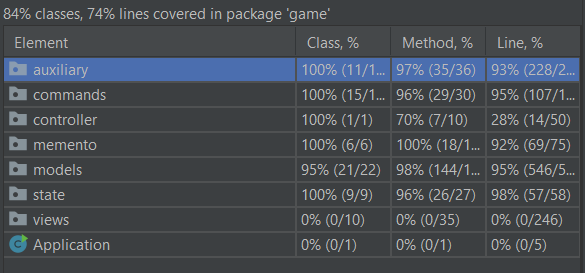 84% classes, 74% lines covered in package 'game'
Element Class, % Method, % Line, %
auxiliary 100% (11/1... 97% (35/36) 93% (228/2...
commands 100% (15/1... 96% (29/30) 95% (107/1...
controller 100% (1/1) 70% (7/10) 28% (14/50)
memento 100% (6/6) 100% (18/1... 92% (69/75)
models 95% (21/22) 98% (144/1... 95% (546/5...
state 100% (9/9) 96% (26/27) 98% (57/58)
views 0% (0/10) 0% (0/35) 0% (0/246)
Application 0% (0/1) 0% (0/1) 0% (0/5)